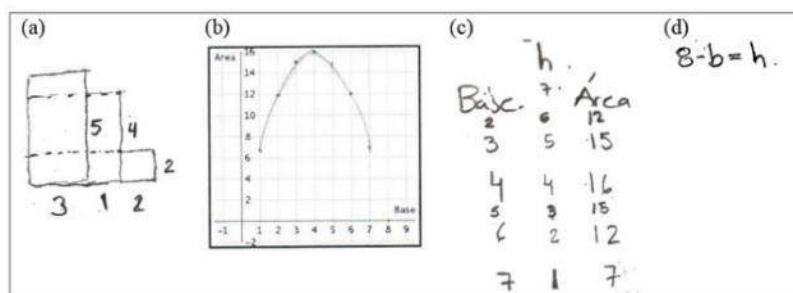 (a)
5 4
2
3 1 2
(b)
Area
16
14
12
10
8
6
4
2
-2
Base
-1 1 2 3 4 5 6 7 8 9
(c)
h.
7.
Base. Área
2 6 12
3 5 15
4 4 16
5 3 15
6 2 12
7 1 7
(d)
8-b=h.